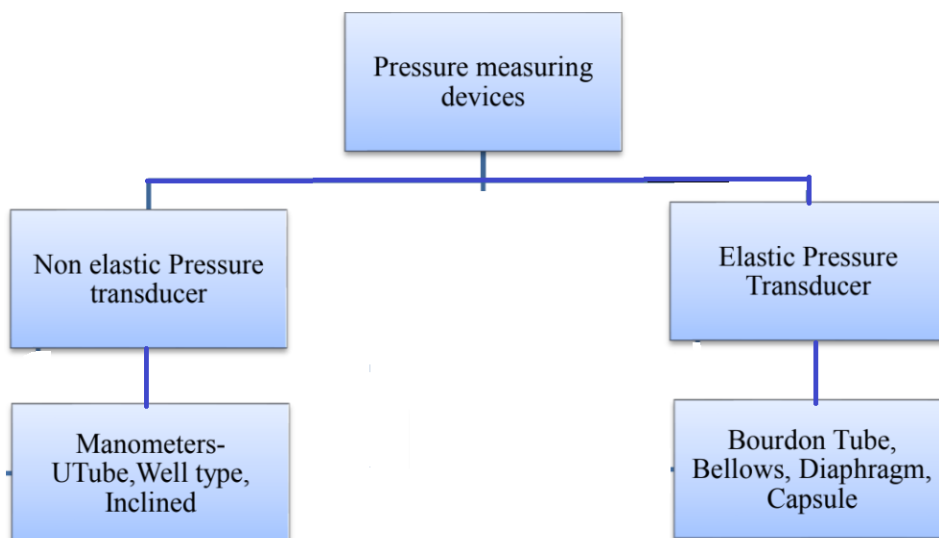 Pressure measuring
devices
Non elastic Pressure
transducer
Elastic Pressure
Transducer
Manometers-
UTube,Well type,
Inclined
Bourdon Tube,
Bellows, Diaphragm,
Capsule